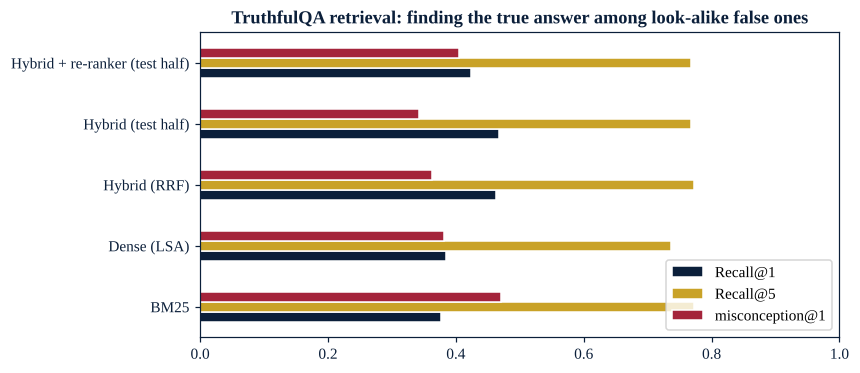 TruthfulQA retrieval: finding the true answer among look-alike false ones
Hybrid + re-ranker (test half)
Hybrid (test half)
Hybrid (RRF)
Dense (LSA)
BM25
Recall@1
Recall@5
misconception@1
0.0 0.2 0.4 0.6 0.8 1.0